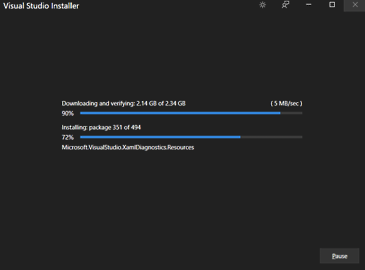 Visual Studio Installer
Downloading and verifying: 2.14 GB of 2.34 GB ( 5 MB/sec )
90%
Installing: package 351 of 494
72%
Microsoft.VisualStudio.XamlDiagnostics.Resources
Pause